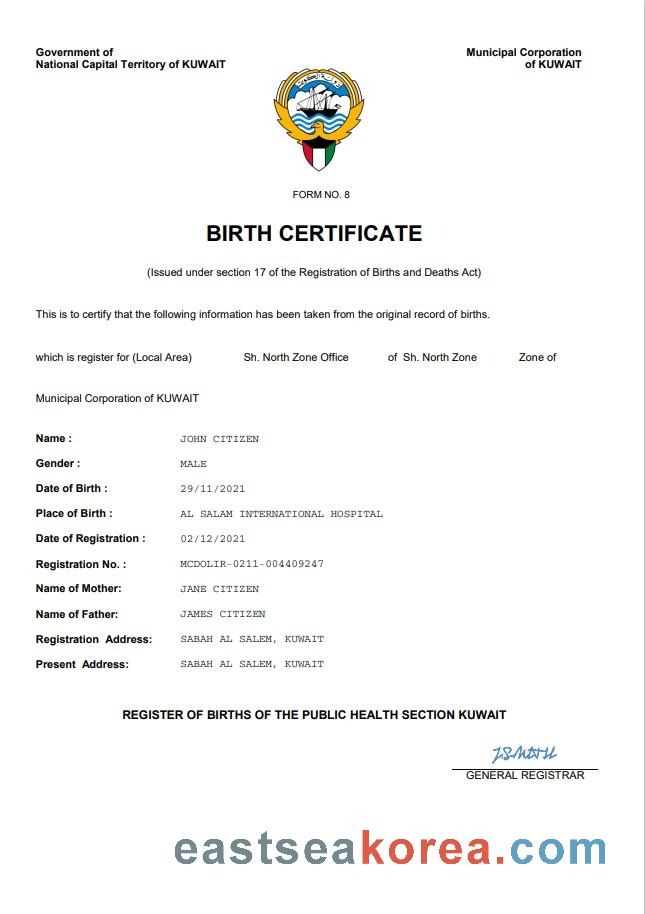 Government of
National Capital Territory of KUWAIT
Municipal Corporation
of KUWAIT
FORM NO. 8
BIRTH CERTIFICATE
(Issued under section 17 of the Registration of Births and Deaths Act)
This is to certify that the following information has been taken from the original record of births.
which is register for (Local Area) Sh. North Zone Office of Sh. North Zone Zone of
Municipal Corporation of KUWAIT
Name : JOHN CITIZEN
Gender : MALE
Date of Birth : 29/11/2021
Place of Birth : AL SALAM INTERNATIONAL HOSPITAL
Date of Registration : 02/12/2021
Registration No. : MCDOLIR-0211-004409247
Name of Mother: JANE CITIZEN
Name of Father: JAMES CITIZEN
Registration Address: SABAH AL SALEM, KUWAIT
Present Address: SABAH AL SALEM, KUWAIT
REGISTER OF BIRTHS OF THE PUBLIC HEALTH SECTION KUWAIT
GENERAL REGISTRAR
eastseakorea.com